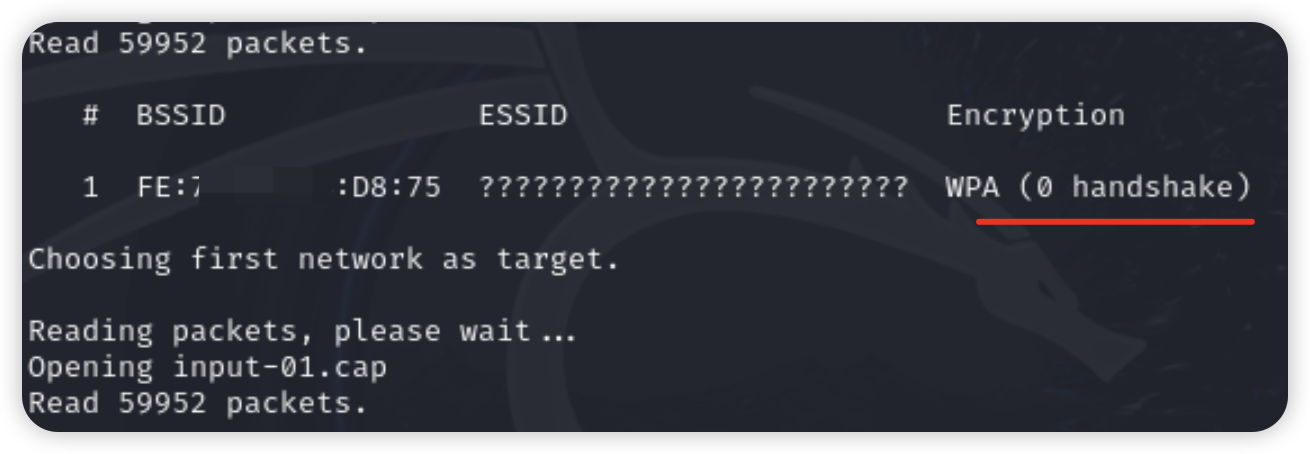 Read 59952 packets.
# BSSID ESSID Encryption
1 FE:7 :D8:75 ???????????????????????? WPA (0 handshake)
Choosing first network as target.
Reading packets, please wait...
Opening input-01.cap
Read 59952 packets.